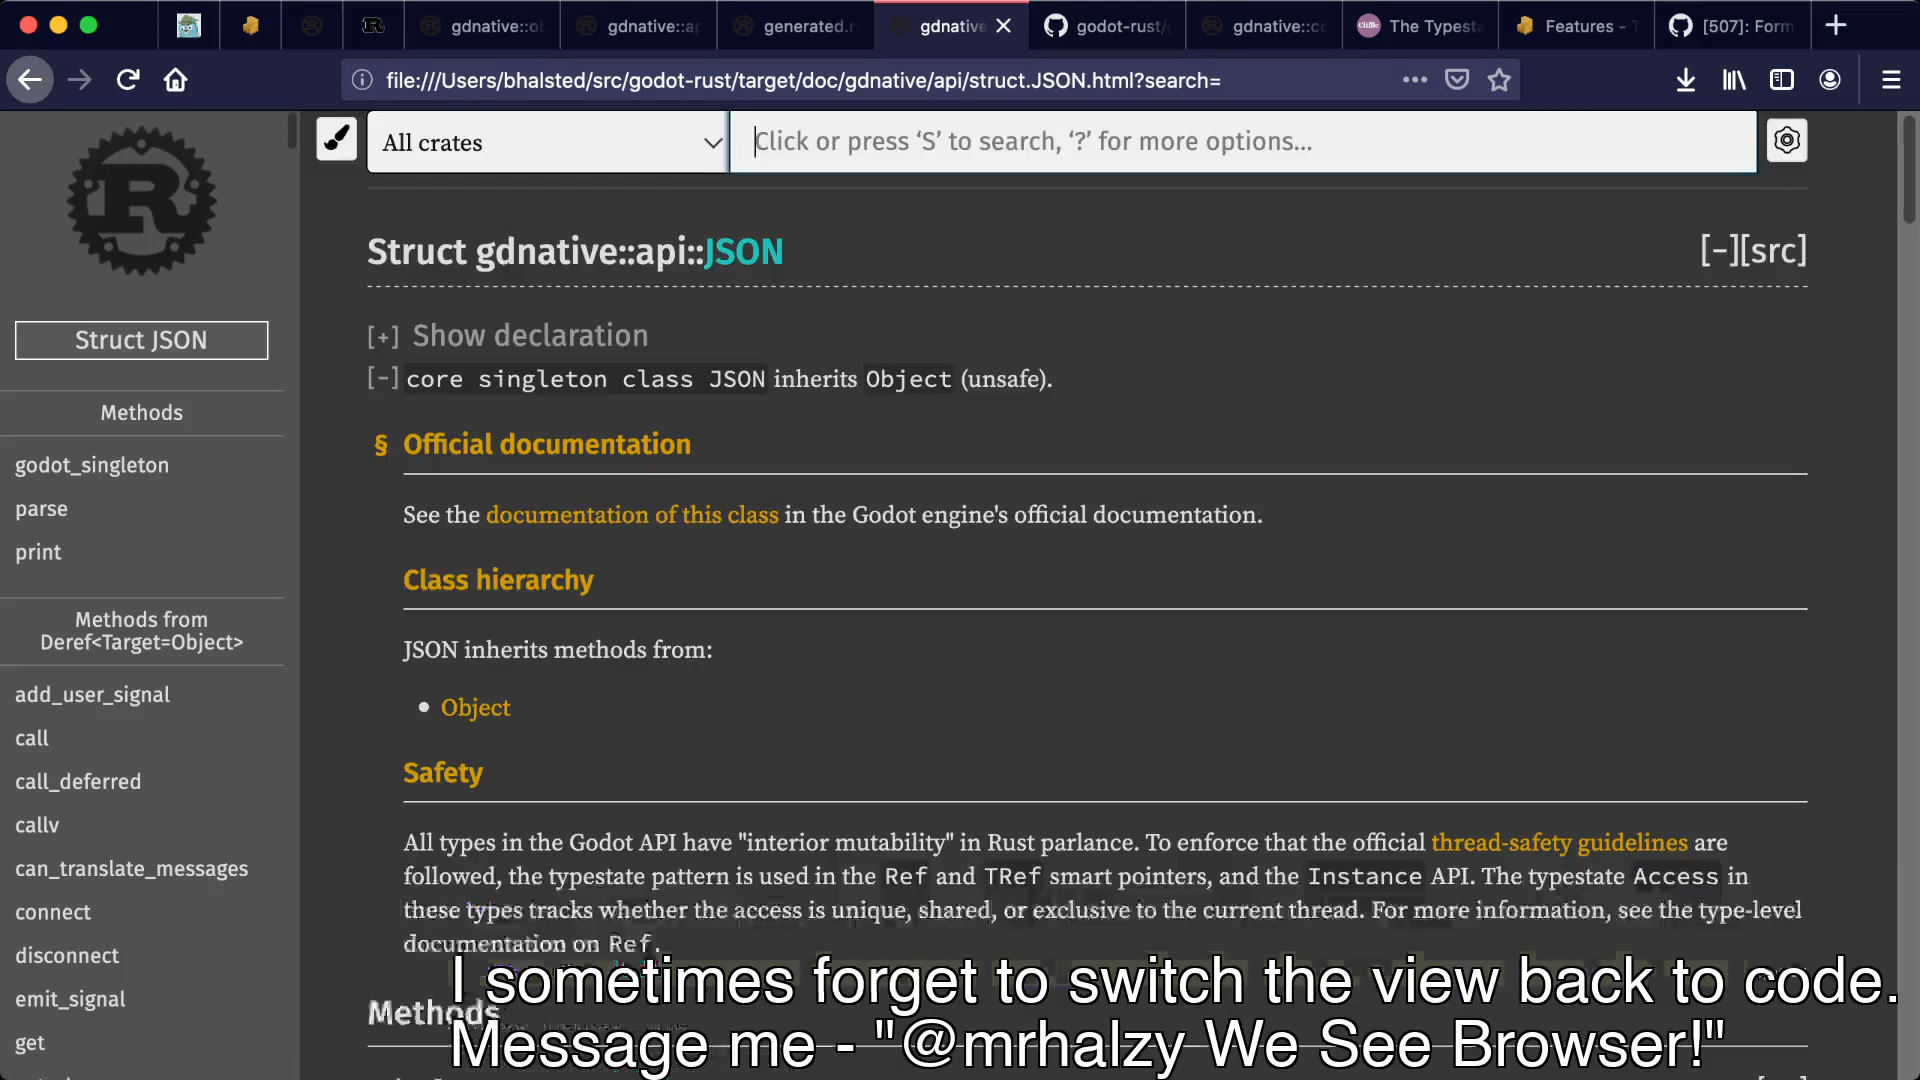 gdnative::o
gdnative::a
generated.r
gdnative
godot-rust/
gdnative::c
The Typesta
Features -
[507]: Form
file:///Users/bhalsted/src/godot-rust/target/doc/gdnative/api/struct.JSON.html?search=
All crates
Click or press ‘S’ to search, ‘?’ for more options…
Struct gdnative::api::JSON
[-][src]
Struct JSON
Methods
godot_singleton
parse
print
Methods from
Deref<Target=Object>
add_user_signal
call
call_deferred
callv
can_translate_messages
connect
disconnect
emit_signal
get
[+] Show declaration
[-] core singleton class JSON inherits Object (unsafe).
§ Official documentation
See the documentation of this class in the Godot engine's official documentation.
Class hierarchy
JSON inherits methods from:
• Object
Safety
All types in the Godot API have "interior mutability" in Rust parlance. To enforce that the official thread-safety guidelines are
followed, the typestate pattern is used in the Ref and TRef smart pointers, and the Instance API. The typestate Access in
these types tracks whether the access is unique, shared, or exclusive to the current thread. For more information, see the type-level
documentation on Ref.
Methods
I sometimes forget to switch the view back to code.
Message me - "@mrhalzy We See Browser!"